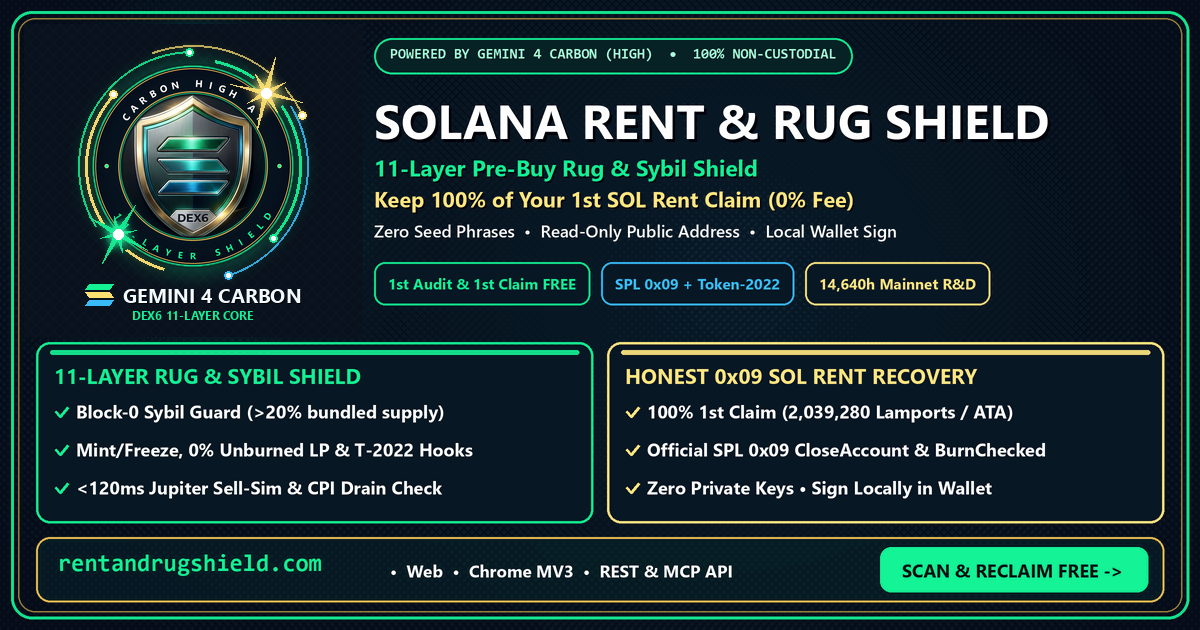 POWERED BY GEMINI 4 CARBON (HIGH) • 100% NON-CUSTODIAL
CARBON HIGH
DEX6
LAYER SHIELD
GEMINI 4 CARBON
DEX6 11-LAYER CORE
SOLANA RENT & RUG SHIELD
11-Layer Pre-Buy Rug & Sybil Shield
Keep 100% of Your 1st SOL Rent Claim (0% Fee)
Zero Seed Phrases • Read-Only Public Address • Local Wallet Sign
1st Audit & 1st Claim FREE
SPL 0x09 + Token-2022
14,640h Mainnet R&D
11-LAYER RUG & SYBIL SHIELD
✓ Block-0 Sybil Guard (>20% bundled supply)
✓ Mint/Freeze, 0% Unburned LP & T-2022 Hooks
✓ <120ms Jupiter Sell-Sim & CPI Drain Check
HONEST 0x09 SOL RENT RECOVERY
✓ 100% 1st Claim (2,039,280 Lamports / ATA)
✓ Official SPL 0x09 CloseAccount & BurnChecked
✓ Zero Private Keys • Sign Locally in Wallet
rentandrugshield.com
• Web • Chrome MV3 • REST & MCP API
SCAN & RECLAIM FREE ->